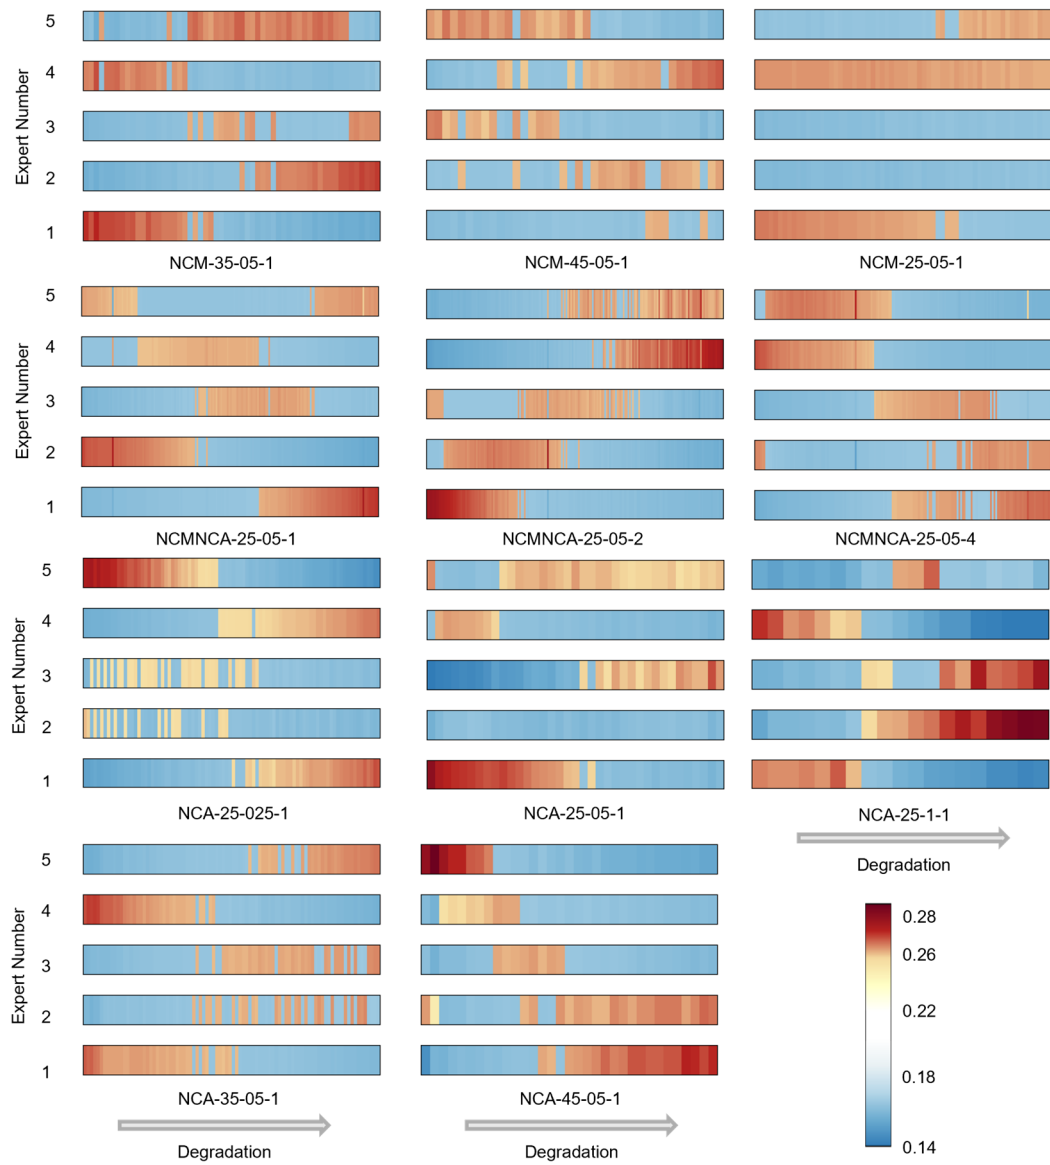 Expert Number
5
4
3
2
1
NCM-35-05-1
NCM-45-05-1
NCM-25-05-1
Expert Number
5
4
3
2
1
NCMNCA-25-05-1
NCMNCA-25-05-2
NCMNCA-25-05-4
Expert Number
5
4
3
2
1
NCA-25-025-1
NCA-25-05-1
NCA-25-1-1
Degradation
Expert Number
5
4
3
2
1
NCA-35-05-1
NCA-45-05-1
Degradation
Degradation
0.28
0.26
0.22
0.18
0.14